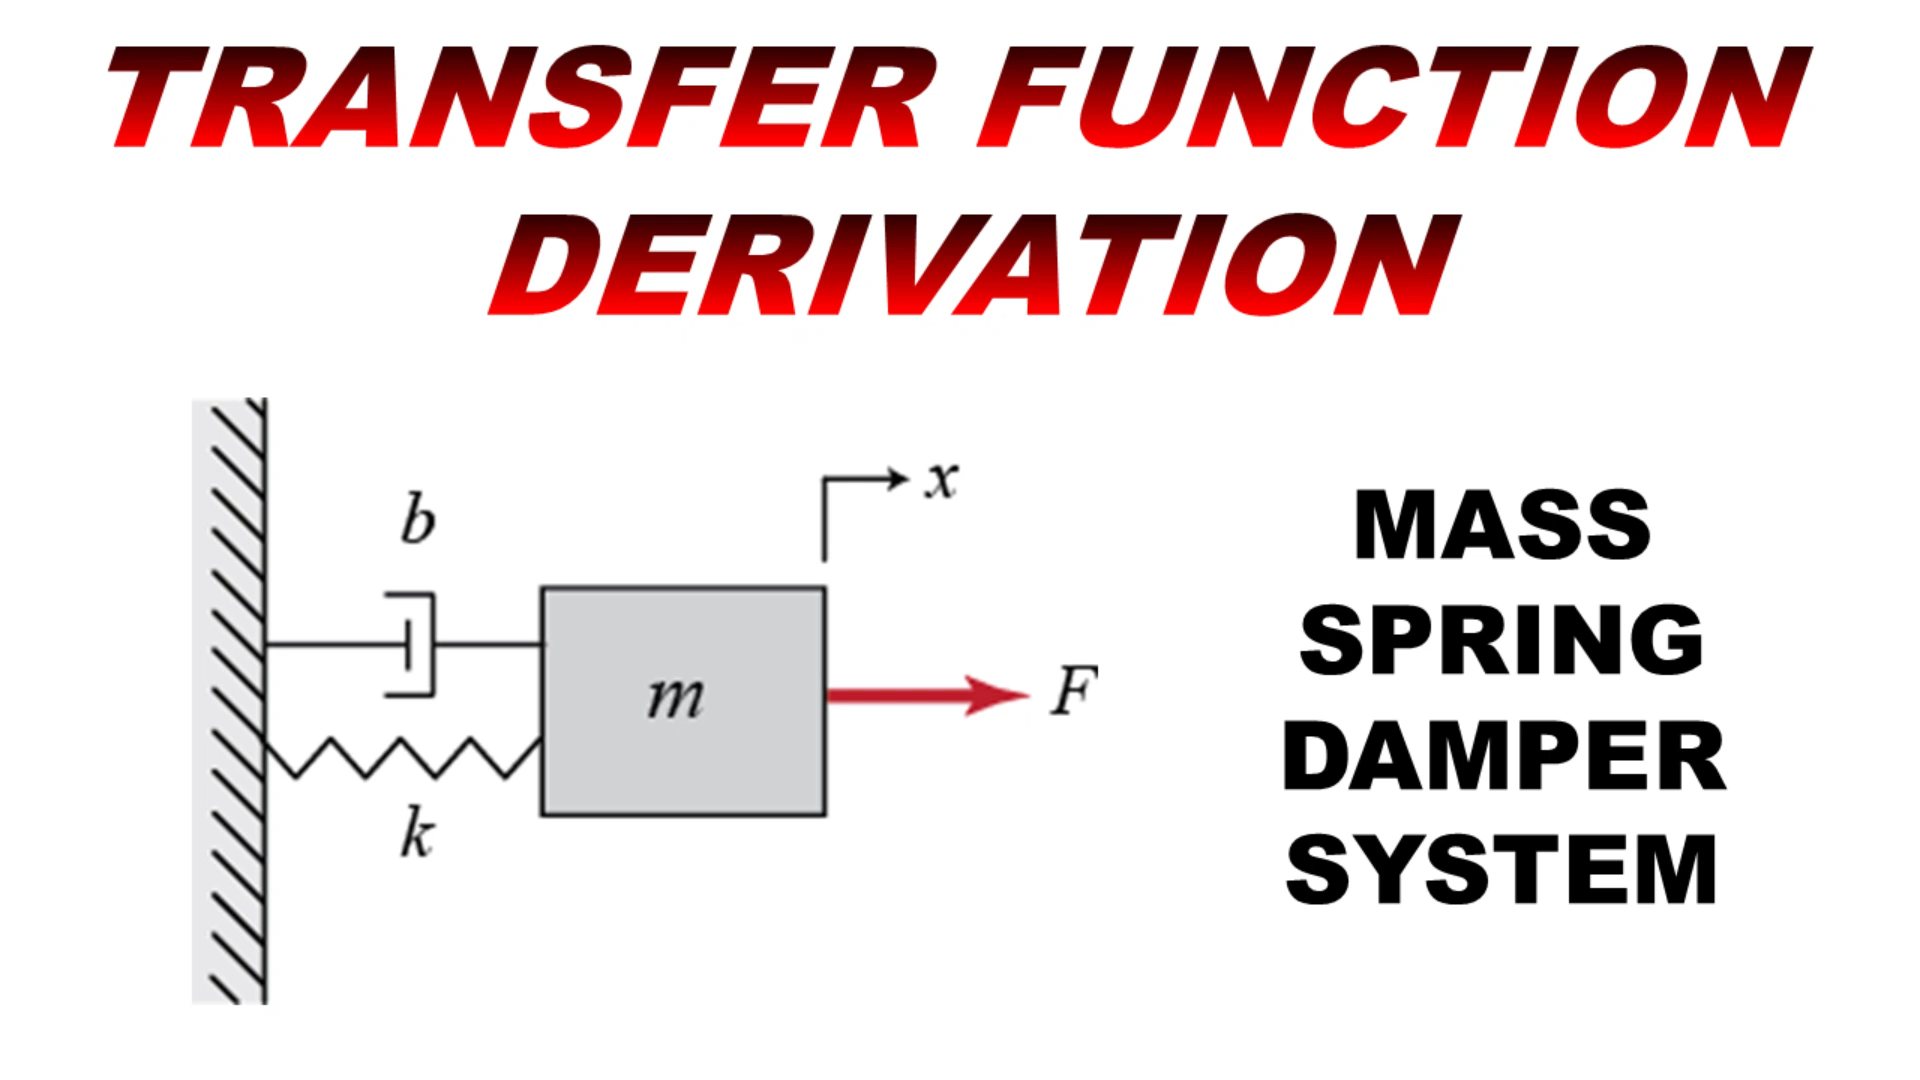 TRANSFER FUNCTION
DERIVATION
x
b
m
F
k
MASS
SPRING
DAMPER
SYSTEM